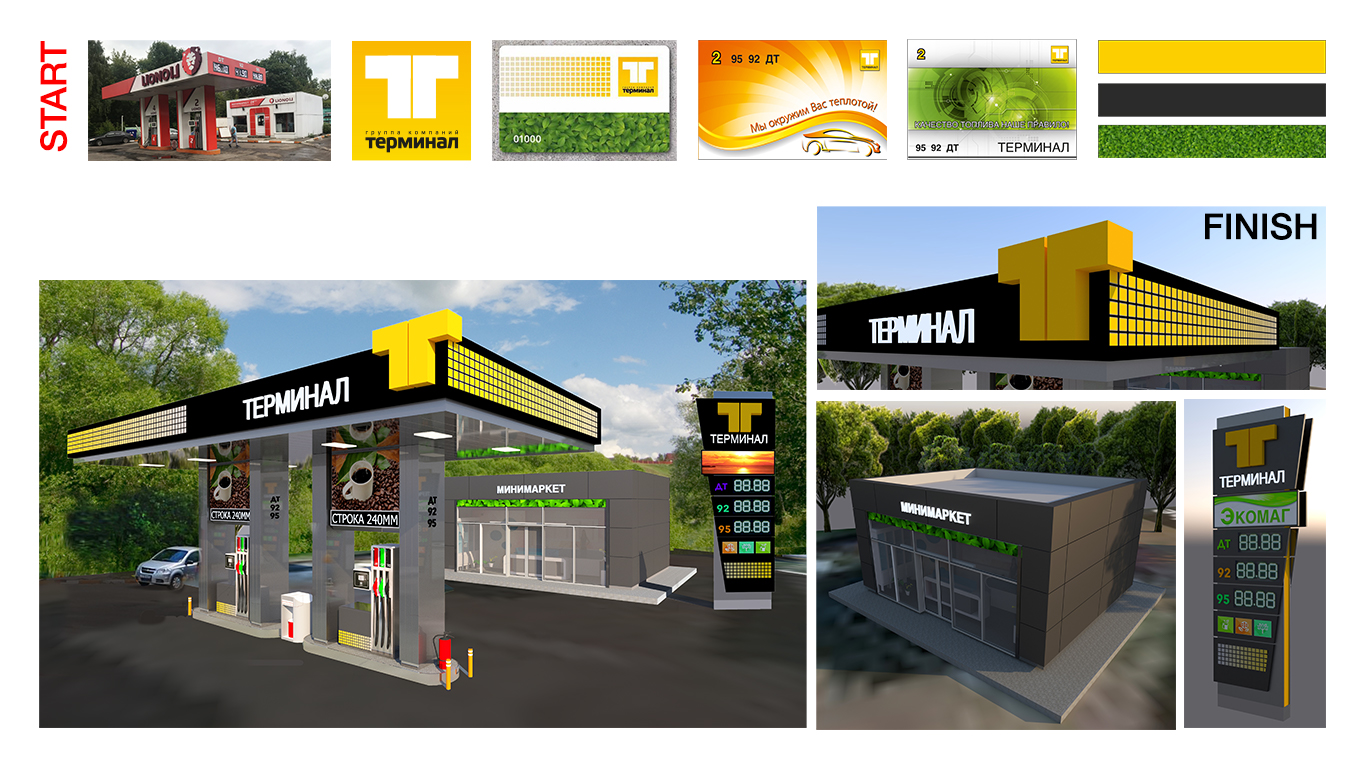 START
LIONOIL
группа компаний
терминал
01000
терминал
2
95 92 ДТ
Мы окружим Вас теплотой!
2
КАЧЕСТВО ТОПЛИВА НАШЕ ПРАВИЛО!
95 92 ДТ
ТЕРМИНАЛ
FINISH
ТЕРМИНАЛ
ТЕРМИНАЛ
СТРОКА 240ММ
СТРОКА 240ММ
ДТ
92
95
ДТ
92
95
МИНИМАРКЕТ
ТЕРМИНАЛ
ДТ 88.88
92 88.88
95 88.88
МИНИМАРКЕТ
ТЕРМИНАЛ
ЭКОМАГ
ДТ 88.88
92 88.88
95 88.88